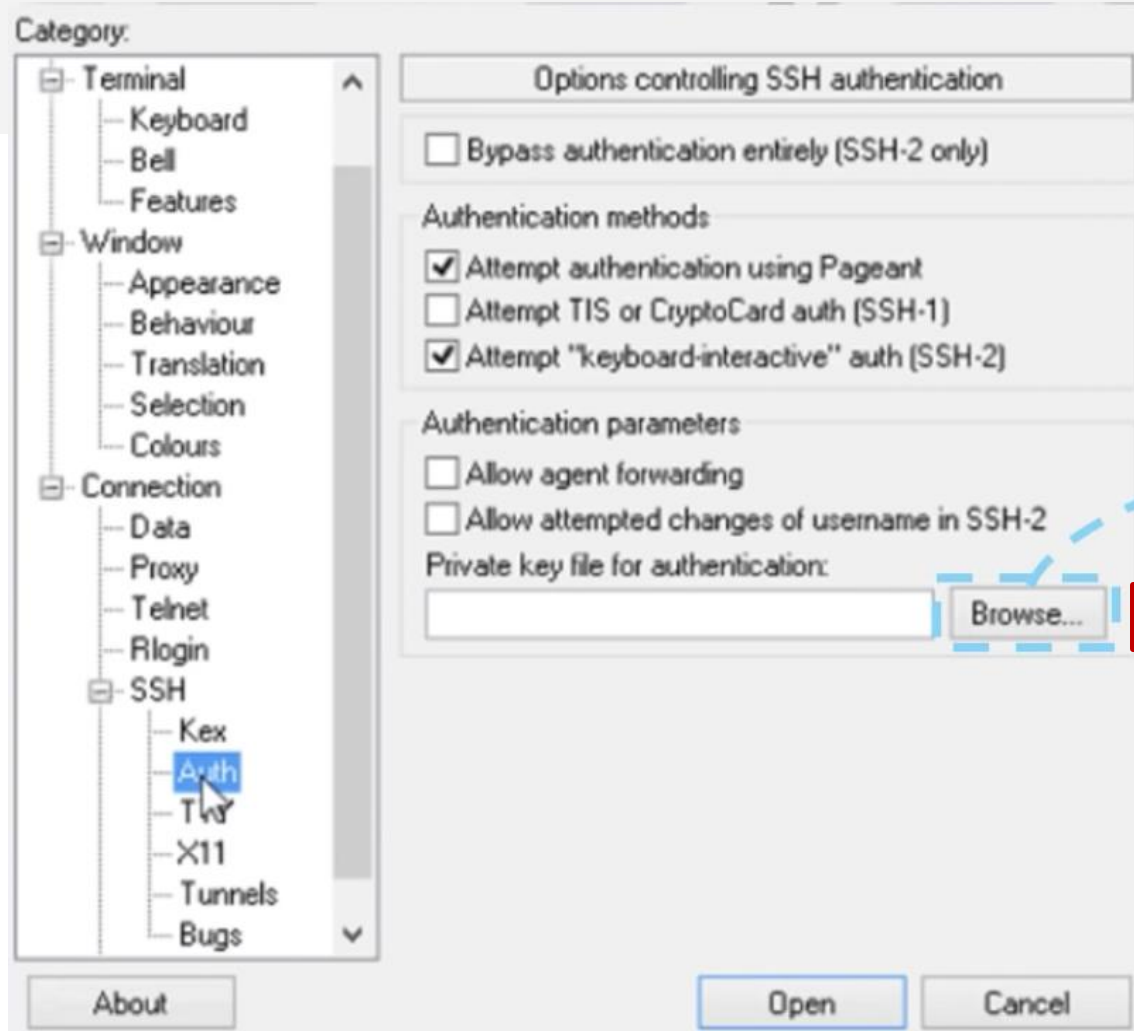 Category:
Terminal
Keyboard
Bell
Features
Window
Appearance
Behaviour
Translation
Selection
Colours
Connection
Data
Proxy
Telnet
Rlogin
SSH
Kex
Auth
TTY
X11
Tunnels
Bugs
Options controlling SSH authentication
Bypass authentication entirely (SSH-2 only)
Authentication methods
Attempt authentication using Pageant
Attempt TIS or CryptoCard auth (SSH-1)
Attempt "keyboard-interactive" auth (SSH-2)
Authentication parameters
Allow agent forwarding
Allow attempted changes of username in SSH-2
Private key file for authentication:
Browse...
About
Open
Cancel